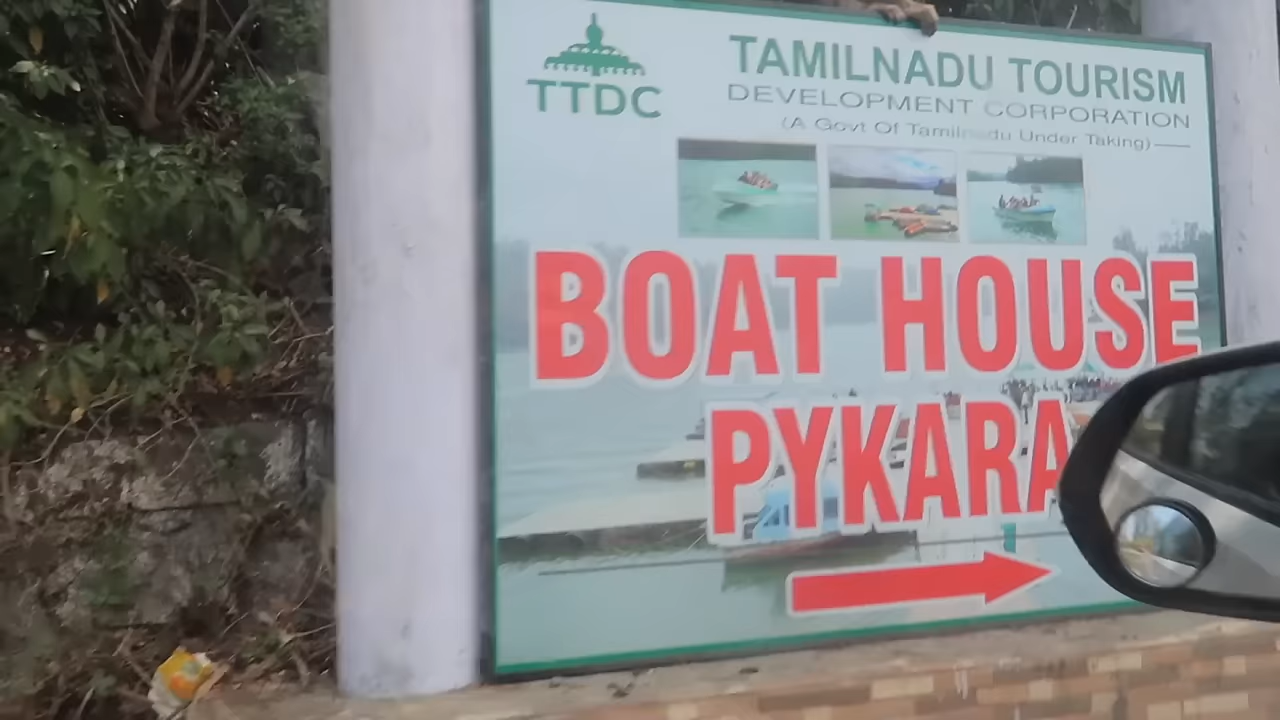 TTDC
TAMILNADU TOURISM
DEVELOPMENT CORPORATION
(A Govt Of Tamilnadu Under Taking)
BOAT HOUSE
PYKARA